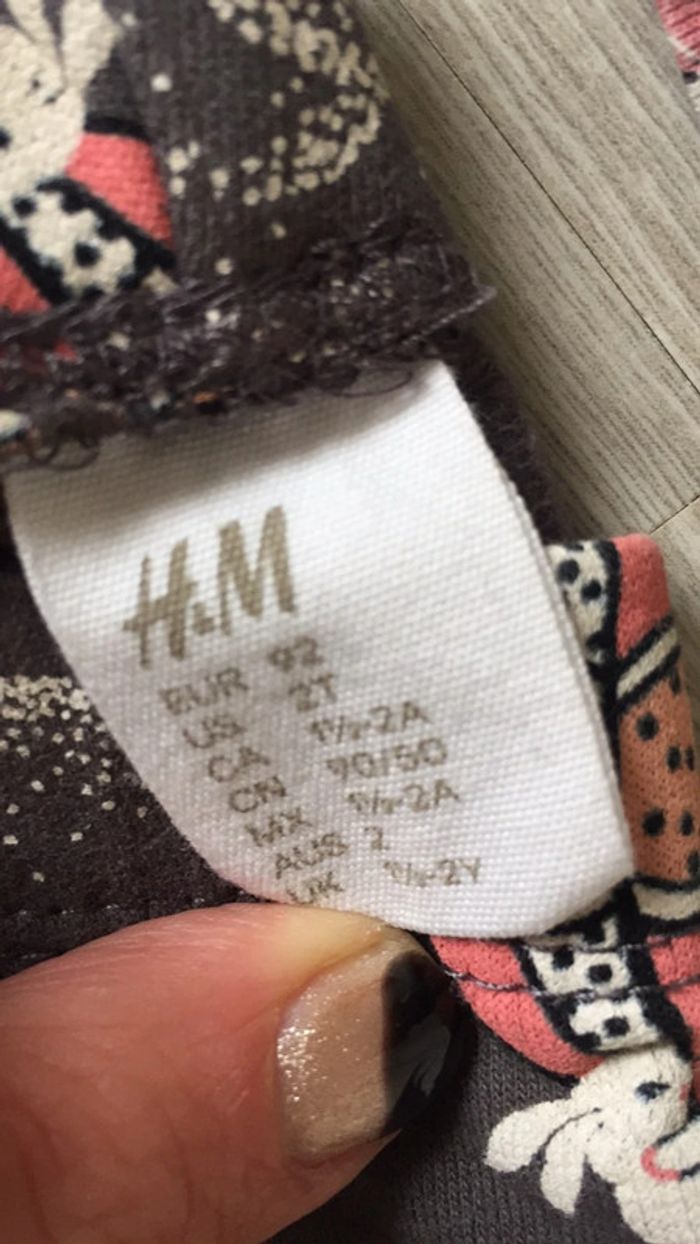 H&M
EUR 92
US 2T
CA 1½-2A
CN 90/50
MX 1½-2A
AUS 2
UK 1½-2Y